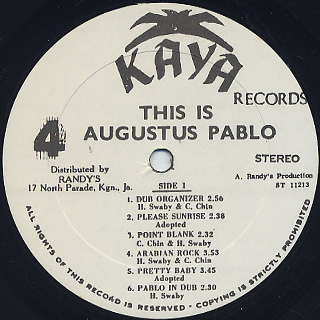 KAYA
RECORDS
THIS IS
AUGUSTUS PABLO
4
STEREO
Distributed by
RANDY'S
17 North Parade, Kgn., Ja.
SIDE 1
A. Randy's Production
ST 11213
1. DUB ORGANIZER 2.56
H. Swaby & C. Chin
2. PLEASE SUNRISE 2.38
Adopted
3. POINT BLANK 2.32
C. Chin & H. Swaby
4. ARABIAN ROCK 3.53
H. Swaby & C. Chin
5. PRETTY BABY 3.45
Adopted
6. PABLO IN DUB 2.30
H. Swaby
ALL RIGHTS OF THIS RECORD IS RESERVED - COPYING IS STRICTLY PROHIBITED